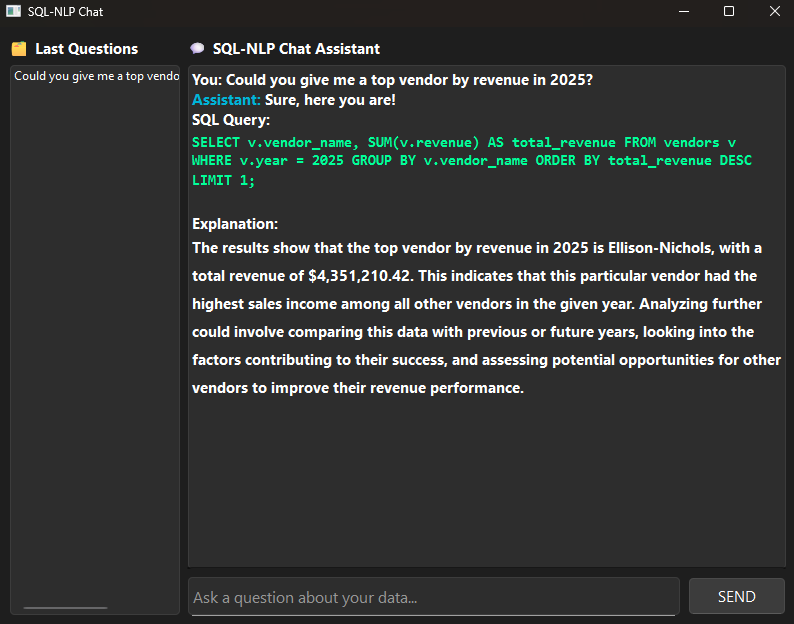 SQL-NLP Chat
Last Questions
SQL-NLP Chat Assistant
Could you give me a top vendo
You: Could you give me a top vendor by revenue in 2025?
Assistant: Sure, here you are!
SQL Query:
SELECT v.vendor_name, SUM(v.revenue) AS total_revenue FROM vendors v
WHERE v.year = 2025 GROUP BY v.vendor_name ORDER BY total_revenue DESC
LIMIT 1;
Explanation:
The results show that the top vendor by revenue in 2025 is Ellison-Nichols, with a
total revenue of $4,351,210.42. This indicates that this particular vendor had the
highest sales income among all other vendors in the given year. Analyzing further
could involve comparing this data with previous or future years, looking into the
factors contributing to their success, and assessing potential opportunities for other
vendors to improve their revenue performance.
Ask a question about your data...
SEND